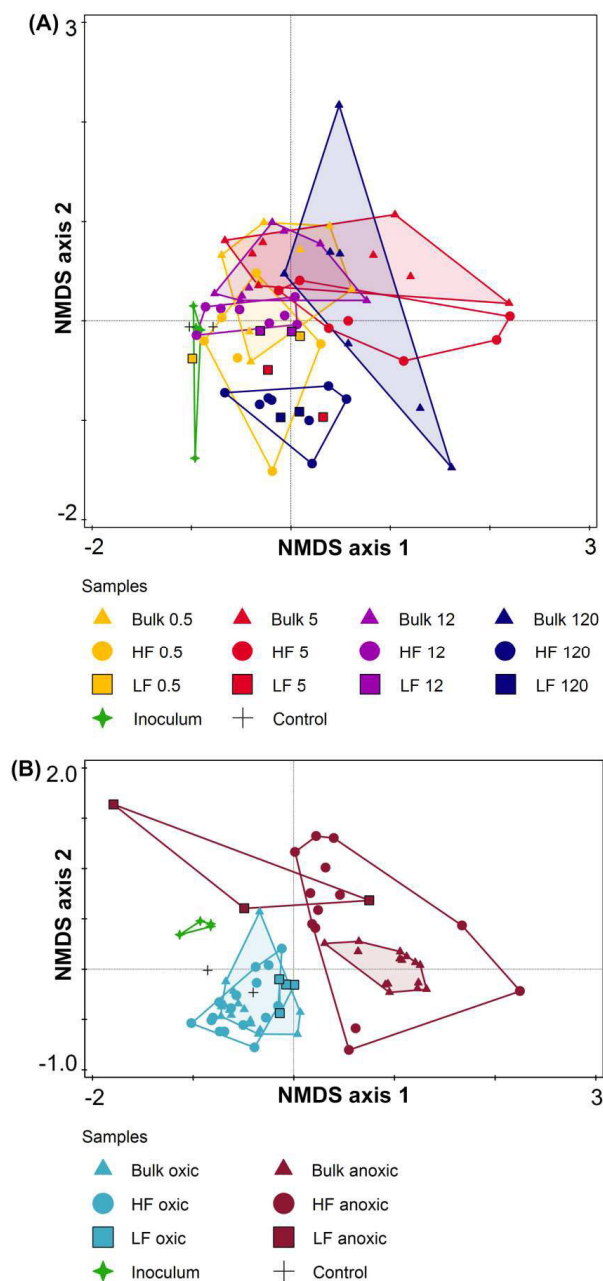 (A)
3
NMDS axis 2
-2
-2
NMDS axis 1
3
Samples
Bulk 0.5 Bulk 5 Bulk 12 Bulk 120
HF 0.5 HF 5 HF 12 HF 120
LF 0.5 LF 5 LF 12 LF 120
Inoculum Control
(B)
2.0
NMDS axis 2
-1.0
-2
NMDS axis 1
3
Samples
Bulk oxic Bulk anoxic
HF oxic HF anoxic
LF oxic LF anoxic
Inoculum Control